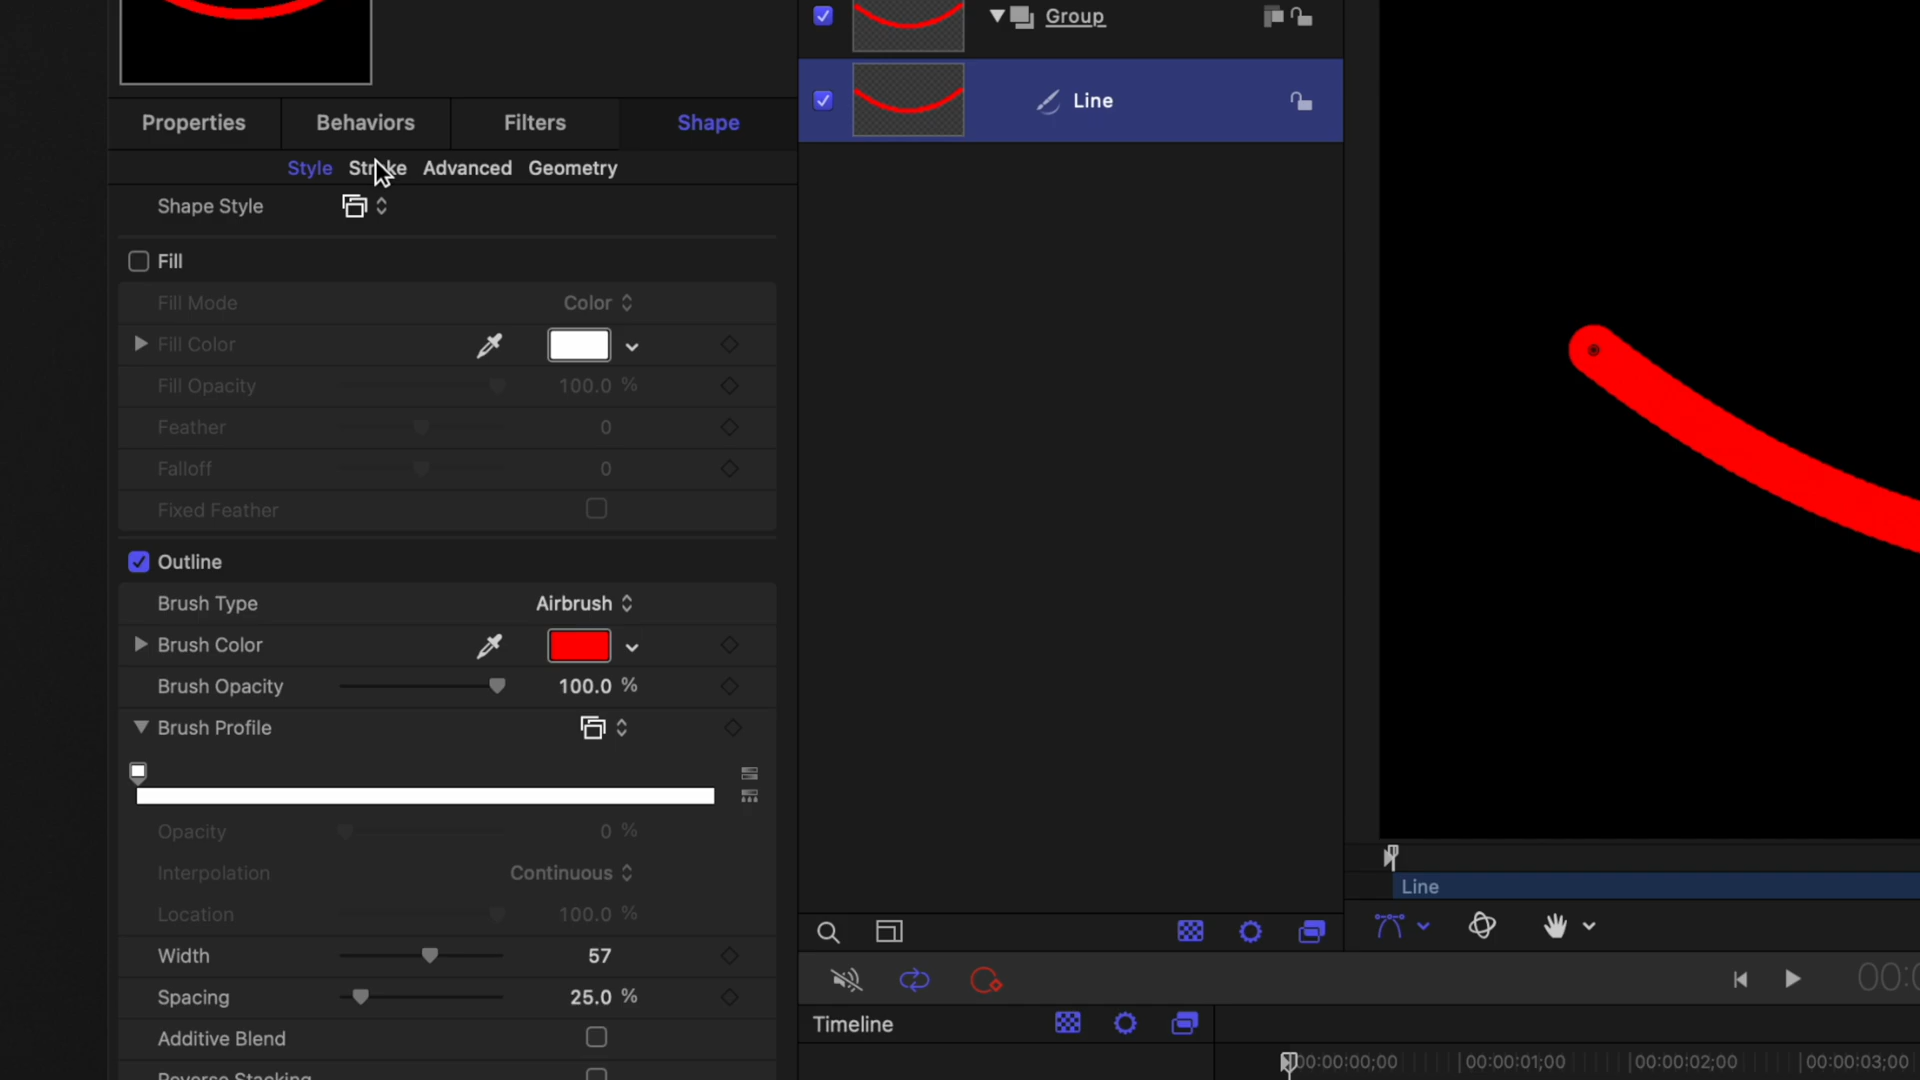 Group
Line
Properties
Behaviors
Filters
Shape
Style
Stroke
Advanced
Geometry
Shape Style
Fill
Fill Mode
Color
Fill Color
Fill Opacity
100.0 %
Feather
0
Falloff
0
Fixed Feather
Outline
Brush Type
Airbrush
Brush Color
Brush Opacity
100.0 %
Brush Profile
Opacity
0 %
Interpolation
Continuous
Location
100.0 %
Width
57
Spacing
25.0 %
Additive Blend
Reverse Stacking
Line
Timeline
00:00:00;00
00:00:01;00
00:00:02;00
00:00:03;00